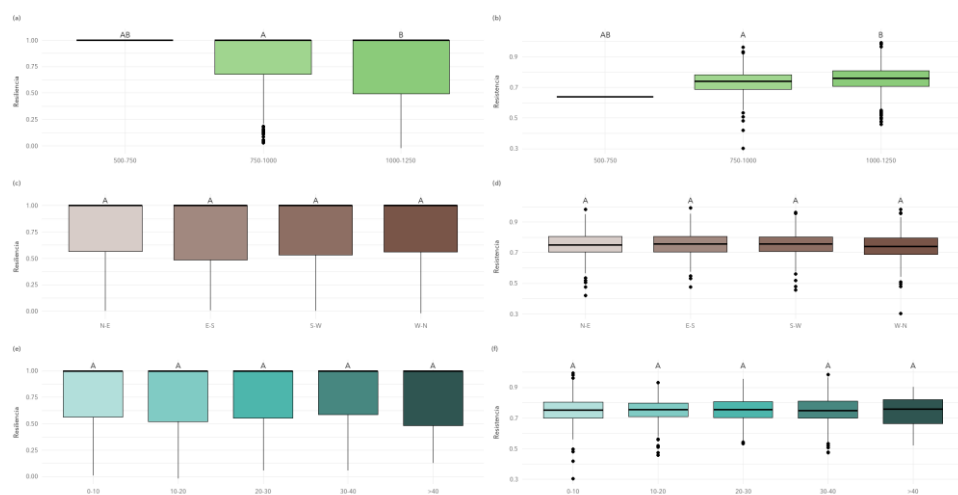 (a)
AB A B
1.00
0.75
0.50
0.25
0.00
Resiliencia
500-750 750-1000 1000-1250
(b)
AB A B
0.9
0.7
0.5
0.3
Resistencia
500-750 750-1000 1000-1250
(c)
A A A A
1.00
0.75
0.50
0.25
0.00
Resiliencia
N-E E-S S-W W-N
(d)
A A A A
0.9
0.7
0.5
0.3
Resistencia
N-E E-S S-W W-N
(e)
A A A A A
1.00
0.75
0.50
0.25
0.00
Resiliencia
0-10 10-20 20-30 30-40 >40
(f)
A A A A A
0.9
0.7
0.5
0.3
Resistencia
0-10 10-20 20-30 30-40 >40